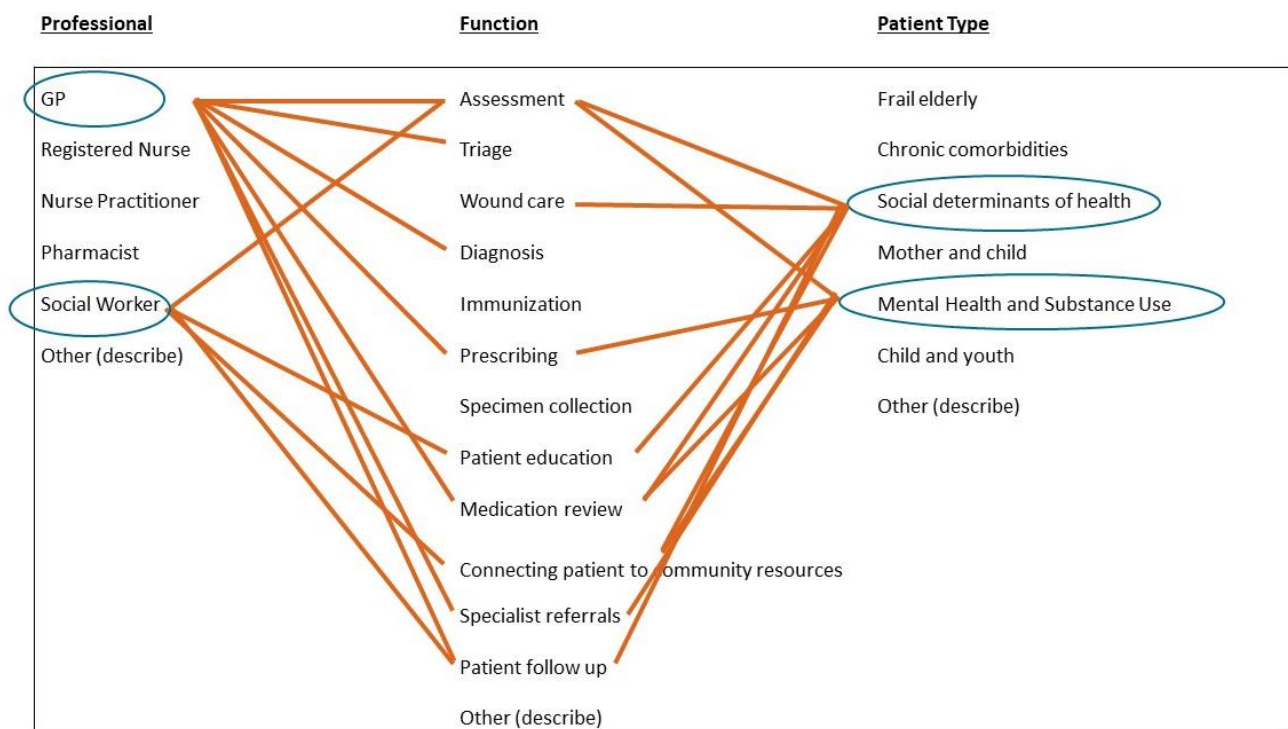 Professional
Function
Patient Type
GP
Registered Nurse
Nurse Practitioner
Pharmacist
Social Worker
Other (describe)
Assessment
Triage
Wound care
Diagnosis
Immunization
Prescribing
Specimen collection
Patient education
Medication review
Connecting patient to community resources
Specialist referrals
Patient follow up
Other (describe)
Frail elderly
Chronic comorbidities
Social determinants of health
Mother and child
Mental Health and Substance Use
Child and youth
Other (describe)